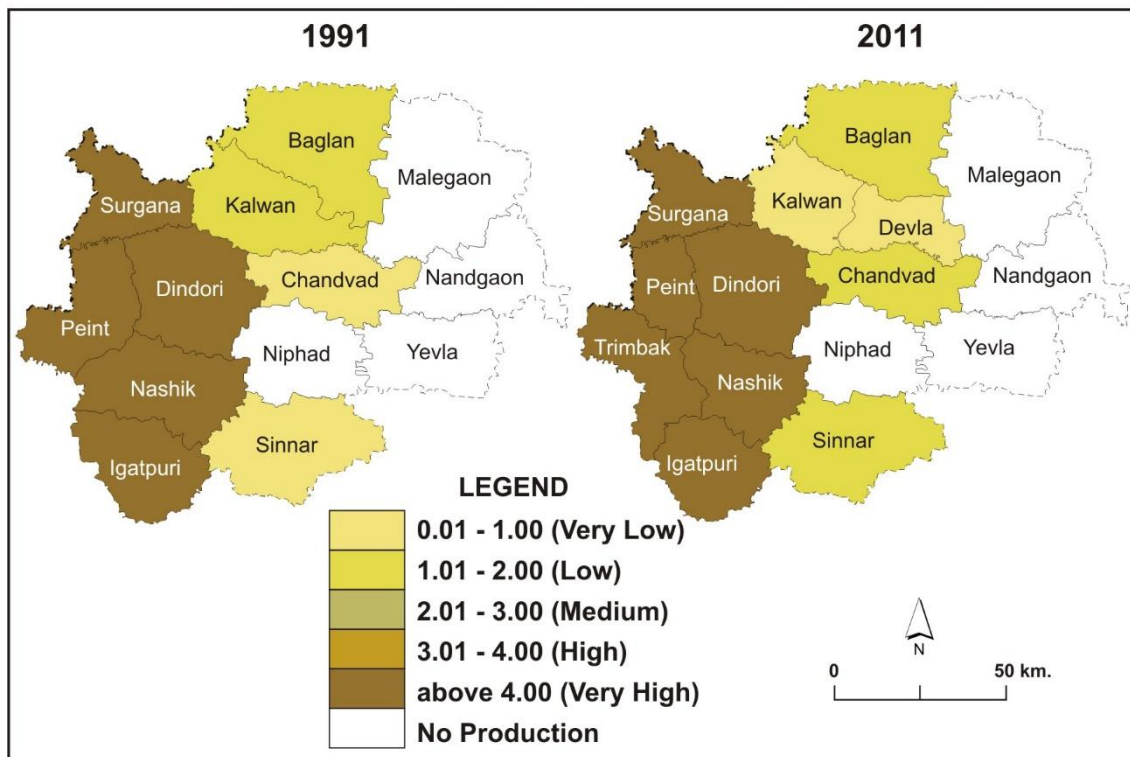 1991
Baglan
Malegaon
Surgana
Kalwan
Chandvad
Nandgaon
Dindori
Peint
Niphad
Yevla
Nashik
Sinnar
Igatpuri
2011
Baglan
Malegaon
Kalwan
Surgana
Devla
Chandvad
Nandgaon
Peint
Dindori
Trimbak
Niphad
Yevla
Nashik
Sinnar
Igatpuri
LEGEND
0.01 - 1.00 (Very Low)
1.01 - 2.00 (Low)
2.01 - 3.00 (Medium)
3.01 - 4.00 (High)
above 4.00 (Very High)
No Production
N
0 50 km.